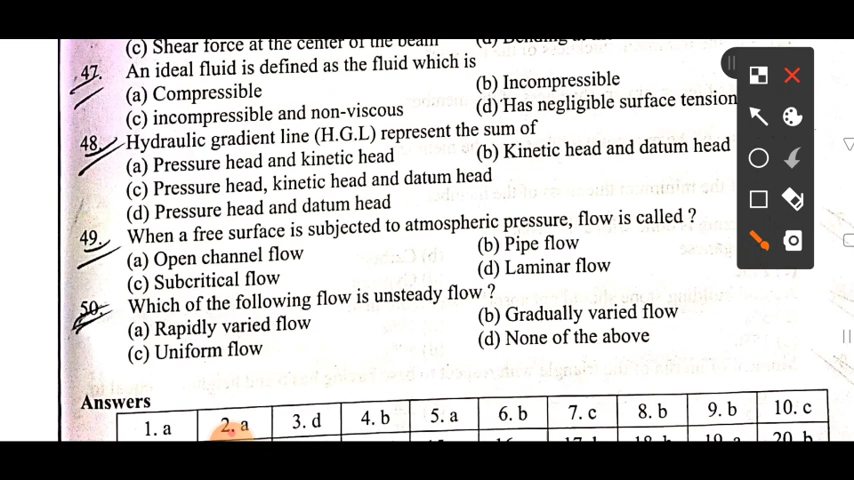 (c) Shear force at the center of the beam
47. An ideal fluid is defined as the fluid which is
(a) Compressible (b) Incompressible
(c) incompressible and non-viscous (d) Has negligible surface tension
48. Hydraulic gradient line (H.G.L) represent the sum of
(a) Pressure head and kinetic head (b) Kinetic head and datum head
(c) Pressure head, kinetic head and datum head
(d) Pressure head and datum head
49. When a free surface is subjected to atmospheric pressure, flow is called ?
(a) Open channel flow (b) Pipe flow
(c) Subcritical flow (d) Laminar flow
50. Which of the following flow is unsteady flow ?
(a) Rapidly varied flow (b) Gradually varied flow
(c) Uniform flow (d) None of the above
Answers
1. a 2. a 3. d 4. b 5. a 6. b 7. c 8. b 9. b 10. c
20. b